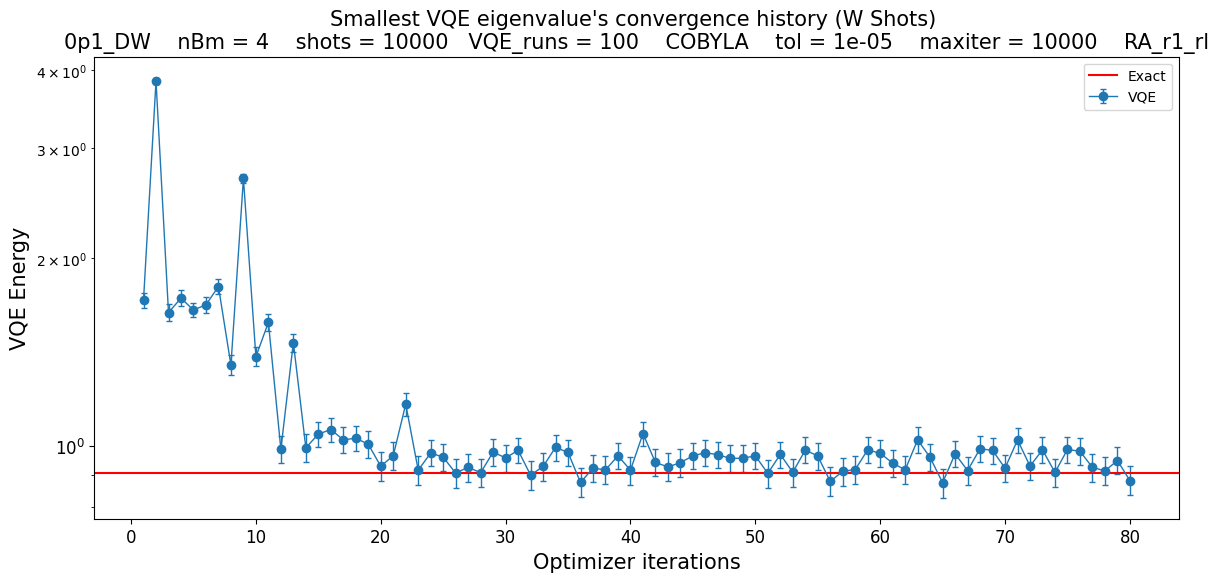 Smallest VQE eigenvalue's convergence history (W Shots)
0p1_DW nBm = 4 shots = 10000 VQE_runs = 100 COBYLA tol = 1e-05 maxiter = 10000 RA_r1_rl
Exact
VQE
4 × 10⁰
3 × 10⁰
2 × 10⁰
10⁰
VQE Energy
0 10 20 30 40 50 60 70 80
Optimizer iterations